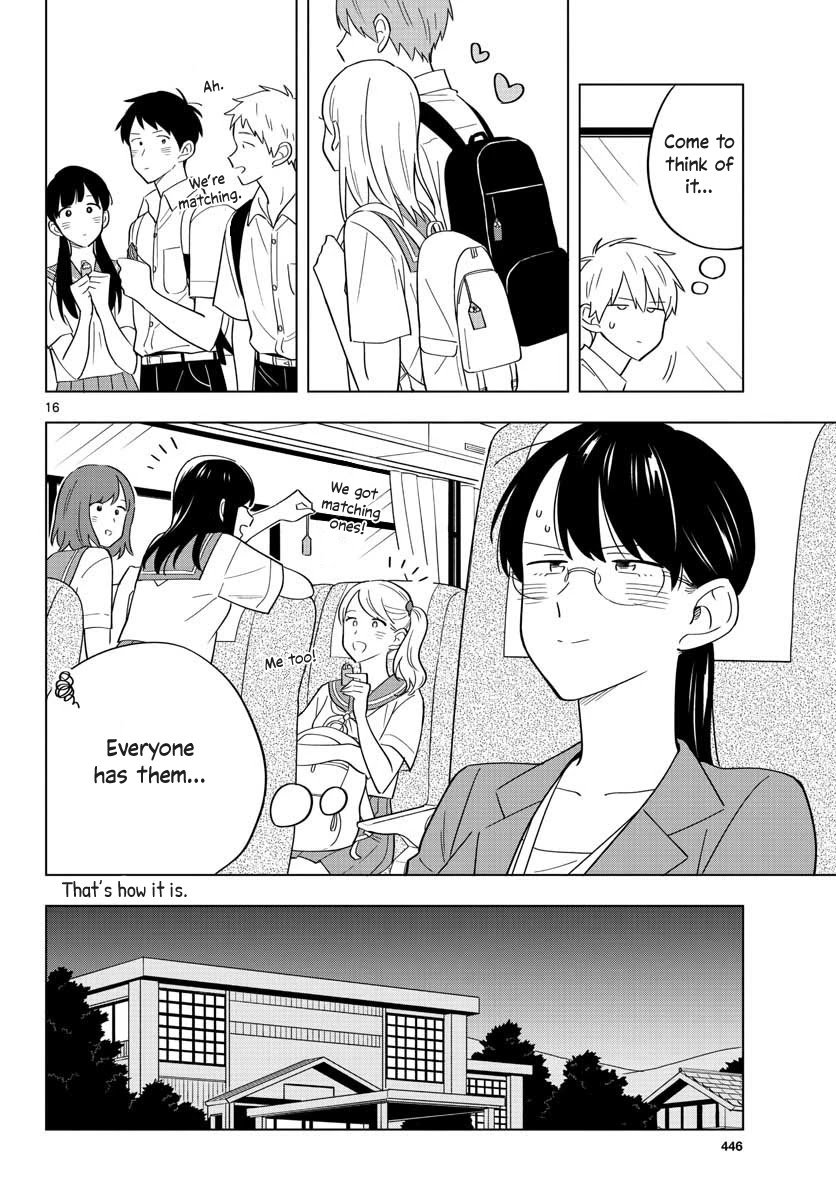 Come to
think of
it...
Ah.
We're
matching.
16
We got
matching
ones!
Me too!
Everyone
has them...
That's how it is.
446